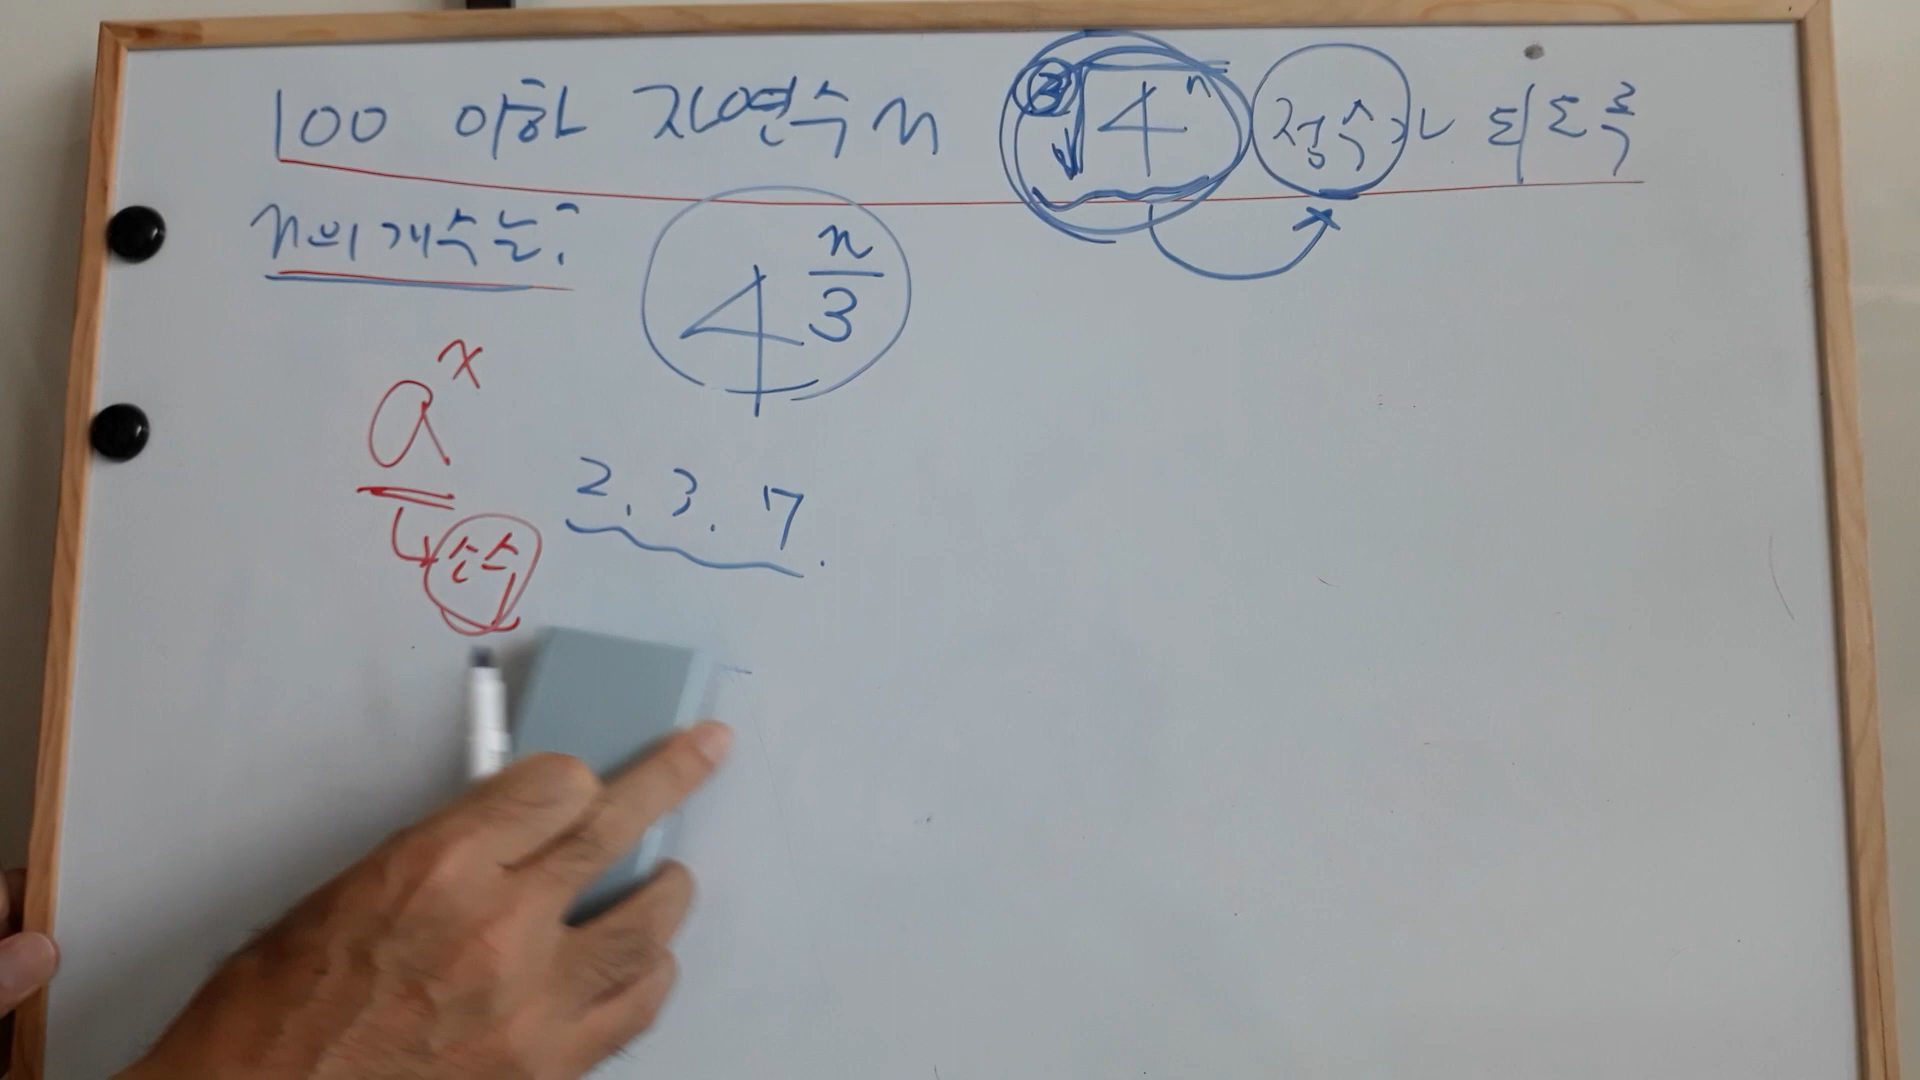 100 이하 자연수 n ³√4ⁿ 정수가 되도록
n의 개수는?
4^(n/3)
a^x
2, 3, 7.
소수